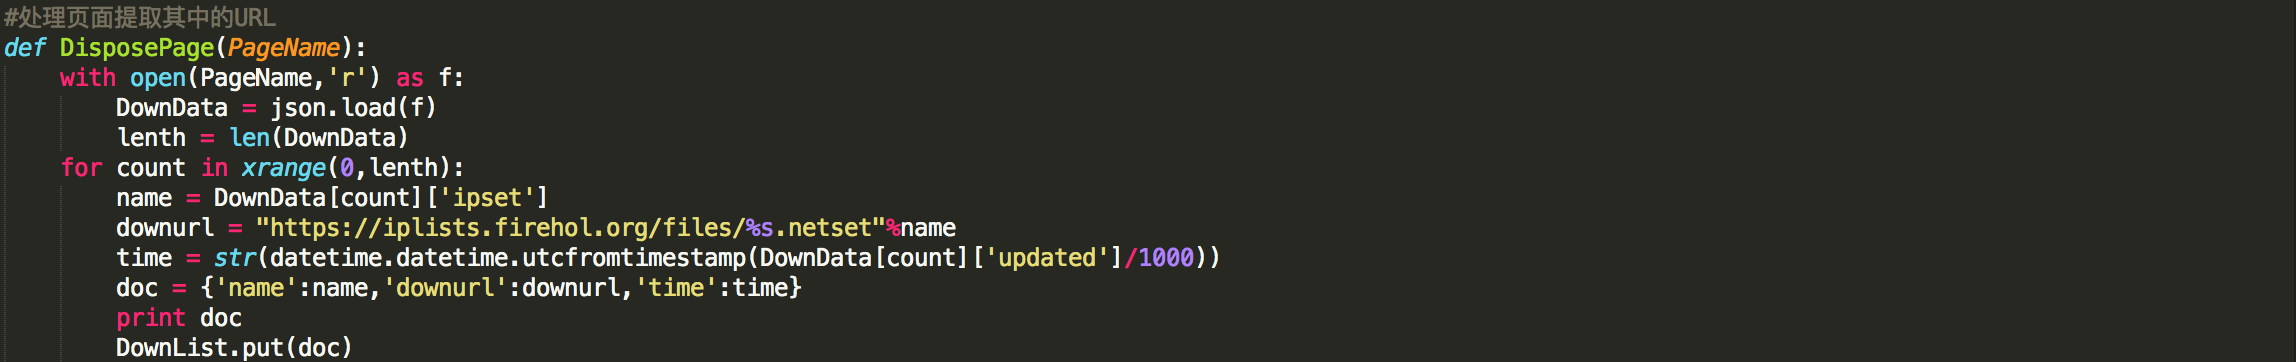 #处理页面提取其中的URL
def DisposePage(PageName):
    with open(PageName,'r') as f:
        DownData = json.load(f)
        lenth = len(DownData)
    for count in xrange(0,lenth):
        name = DownData[count]['ipset']
        downurl = "https://iplists.firehol.org/files/%s.netset"%name
        time = str(datetime.datetime.utcfromtimestamp(DownData[count]['updated']/1000))
        doc = {'name':name,'downurl':downurl,'time':time}
        print doc
        DownList.put(doc)